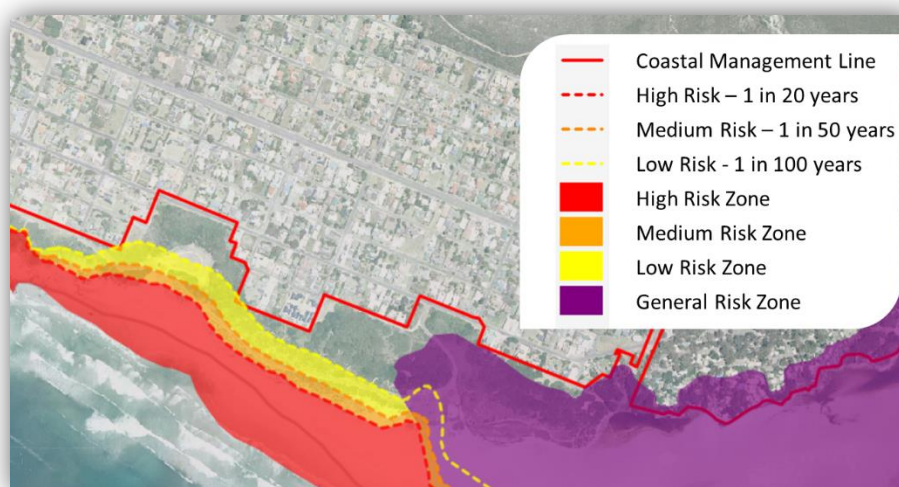 Coastal Management Line
High Risk – 1 in 20 years
Medium Risk – 1 in 50 years
Low Risk - 1 in 100 years
High Risk Zone
Medium Risk Zone
Low Risk Zone
General Risk Zone